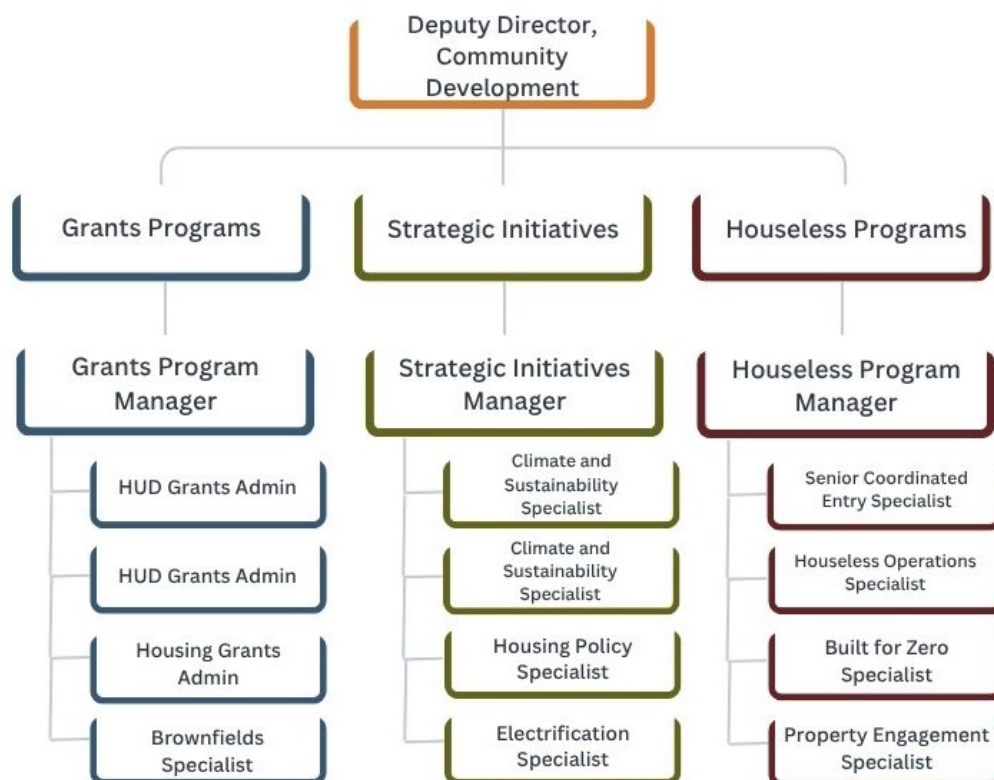 Deputy Director,
Community
Development
Grants Programs
Strategic Initiatives
Houseless Programs
Grants Program
Manager
HUD Grants Admin
HUD Grants Admin
Housing Grants
Admin
Brownfields
Specialist
Strategic Initiatives
Manager
Climate and
Sustainability
Specialist
Climate and
Sustainability
Specialist
Housing Policy
Specialist
Electrification
Specialist
Houseless Program
Manager
Senior Coordinated
Entry Specialist
Houseless Operations
Specialist
Built for Zero
Specialist
Property Engagement
Specialist